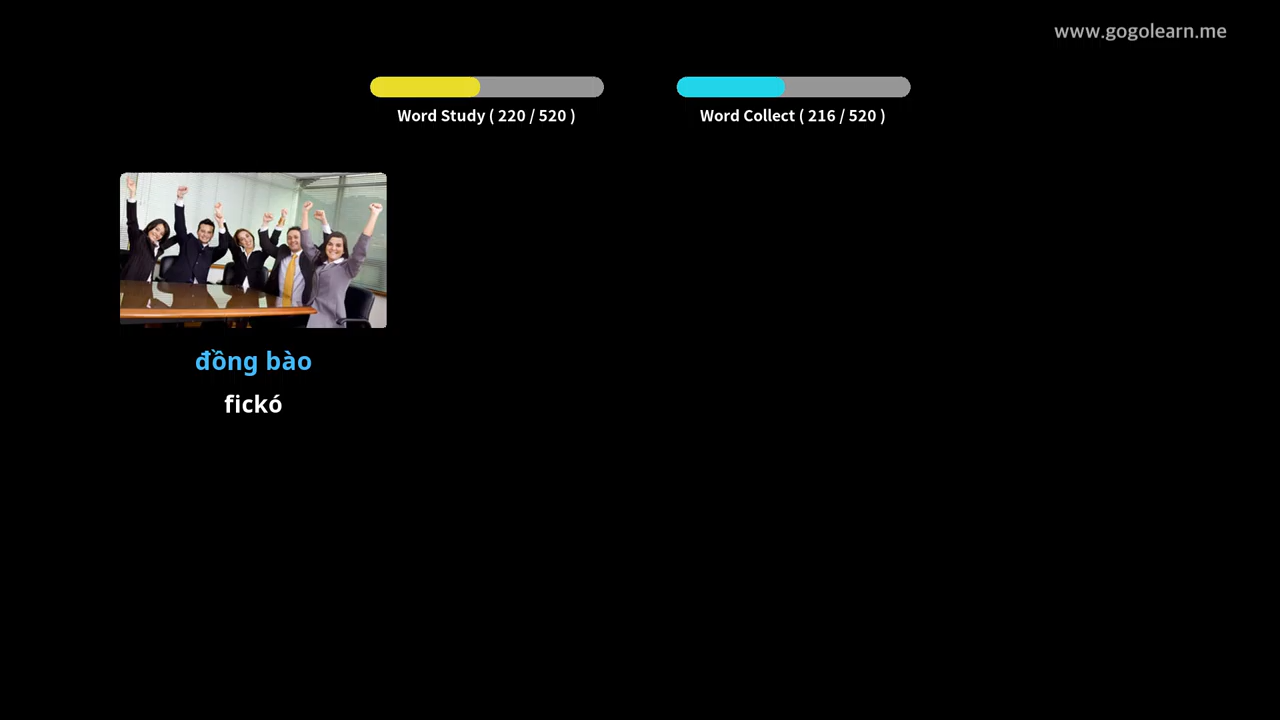 www.gogolearn.me
Word Study ( 220 / 520 )
Word Collect ( 216 / 520 )
đồng bào
fickó